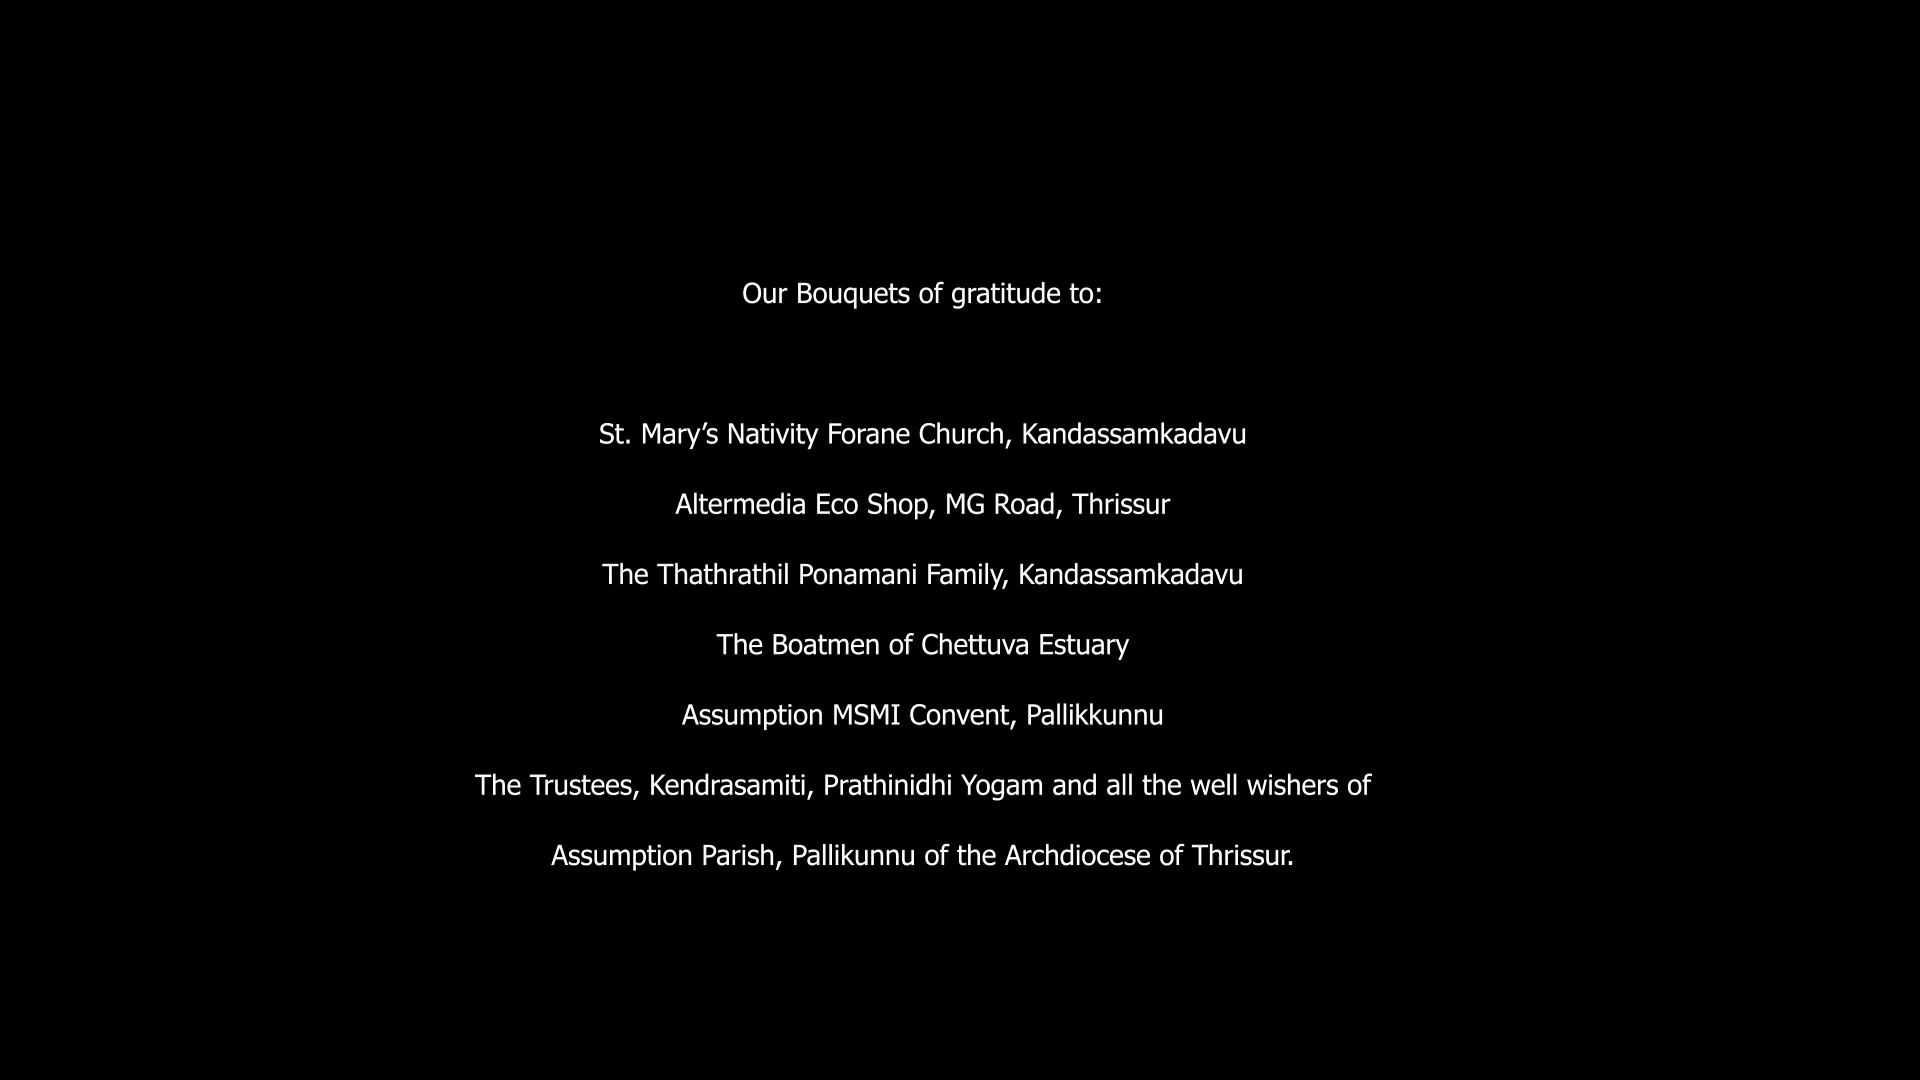 Our Bouquets of gratitude to:
St. Mary’s Nativity Forane Church, Kandassamkadavu
Altermedia Eco Shop, MG Road, Thrissur
The Thathrathil Ponamani Family, Kandassamkadavu
The Boatmen of Chettuva Estuary
Assumption MSMI Convent, Pallikkunnu
The Trustees, Kendrasamiti, Prathinidhi Yogam and all the well wishers of
Assumption Parish, Pallikunnu of the Archdiocese of Thrissur.